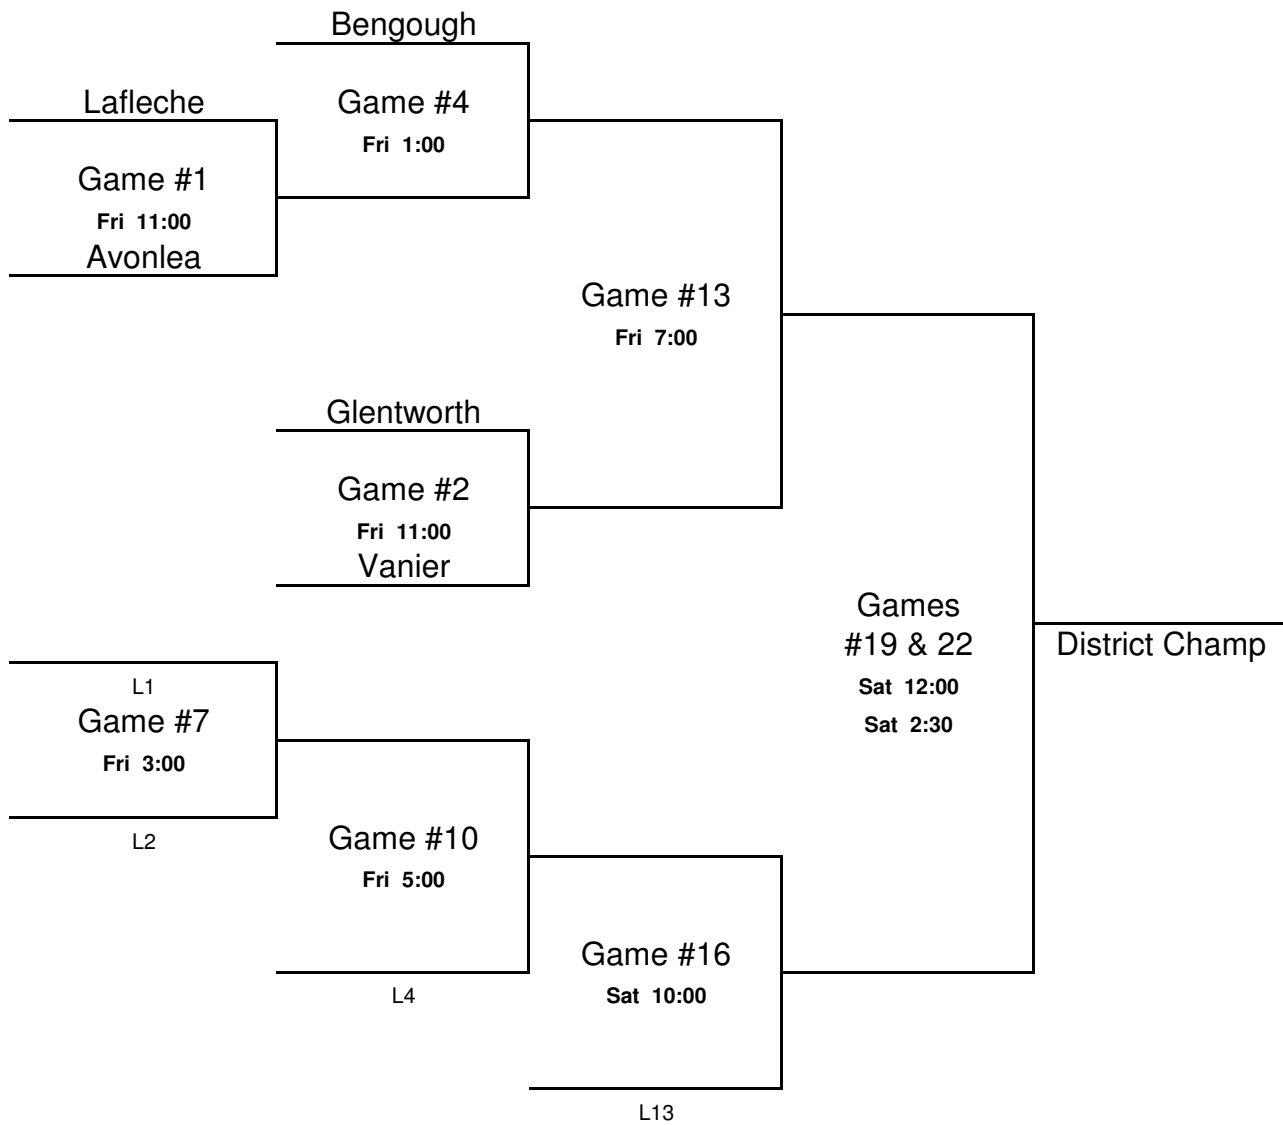 Bengough
Lafleche
Game #4
Fri 1:00
Game #1
Fri 11:00
Avonlea
Game #13
Fri 7:00
Glentworth
Game #2
Fri 11:00
Vanier
Games
#19 & 22
Sat 12:00
Sat 2:30
District Champ
L1
Game #7
Fri 3:00
L2
Game #10
Fri 5:00
L4
Game #16
Sat 10:00
L13